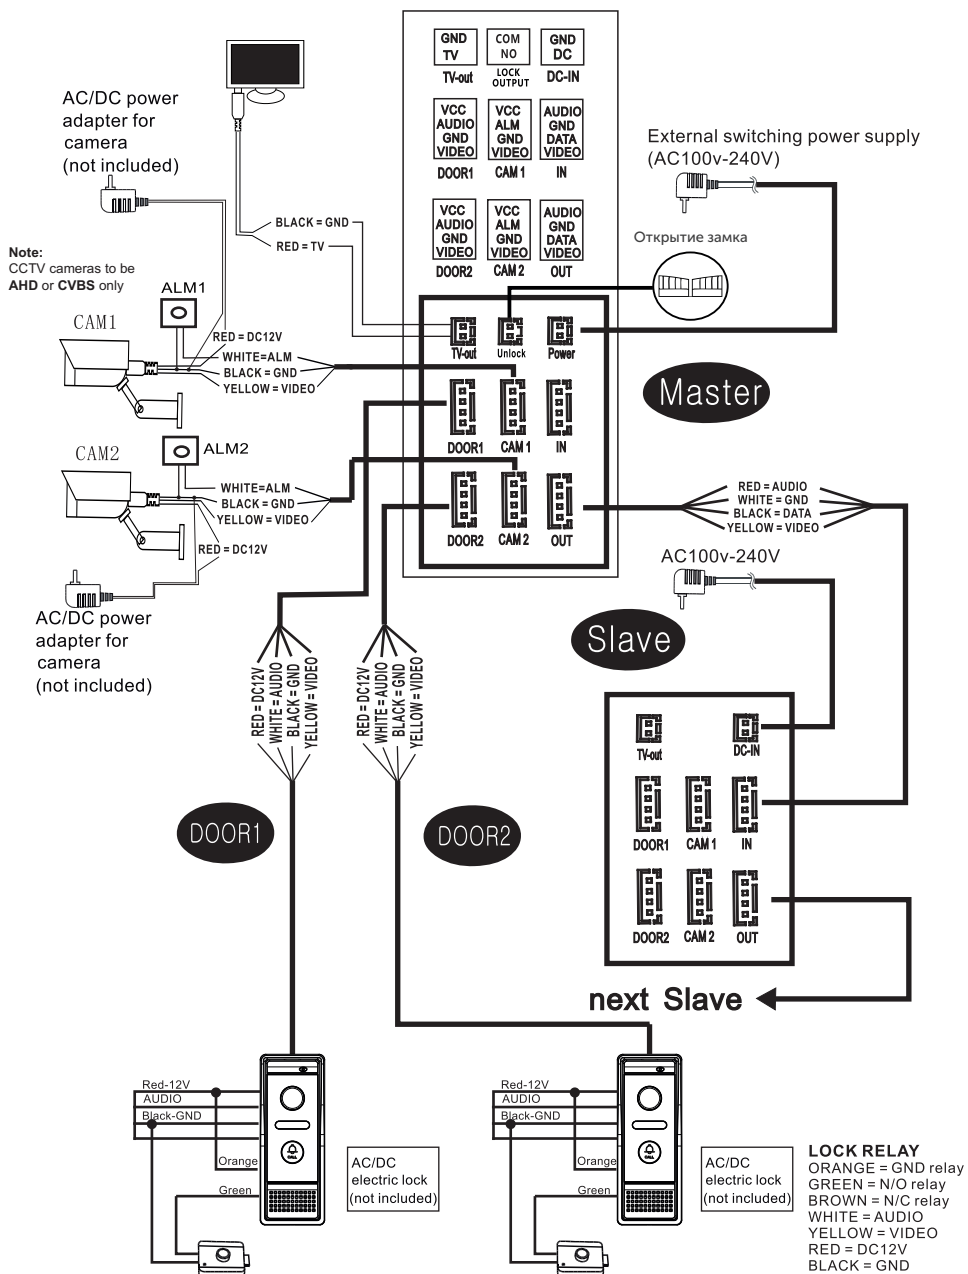 GND
TV
TV-out
COM
NO
LOCK
OUTPUT
GND
DC
DC-IN
VCC
AUDIO
GND
VIDEO
DOOR1
VCC
ALM
GND
VIDEO
CAM 1
AUDIO
GND
DATA
VIDEO
IN
VCC
AUDIO
GND
VIDEO
DOOR2
VCC
ALM
GND
VIDEO
CAM 2
AUDIO
GND
DATA
VIDEO
OUT
AC/DC power
adapter for
camera
(not included)
BLACK = GND
RED = TV
External switching power supply
(AC100v-240V)
Открытие замка
Note:
CCTV cameras to be
AHD or CVBS only
ALM1
CAM1
RED = DC12V
WHITE=ALM
BLACK = GND
YELLOW = VIDEO
TV-out
Unlock
Power
Master
DOOR1
CAM 1
IN
DOOR2
CAM 2
OUT
ALM2
CAM2
WHITE=ALM
BLACK = GND
YELLOW = VIDEO
RED = DC12V
AC/DC power
adapter for
camera
(not included)
RED = AUDIO
WHITE = GND
BLACK = DATA
YELLOW = VIDEO
AC100v-240V
Slave
RED = DC12V
WHITE = AUDIO
BLACK = GND
YELLOW = VIDEO
RED = DC12V
WHITE = AUDIO
BLACK = GND
YELLOW = VIDEO
TV-out
DC-IN
DOOR1
CAM 1
IN
DOOR2
CAM 2
OUT
DOOR1
DOOR2
next Slave
Red-12V
AUDIO
Black-GND
Orange
Green
CALL
AC/DC
electric lock
(not included)
Red-12V
AUDIO
Black-GND
Orange
Green
CALL
AC/DC
electric lock
(not included)
LOCK RELAY
ORANGE = GND relay
GREEN = N/O relay
BROWN = N/C relay
WHITE = AUDIO
YELLOW = VIDEO
RED = DC12V
BLACK = GND